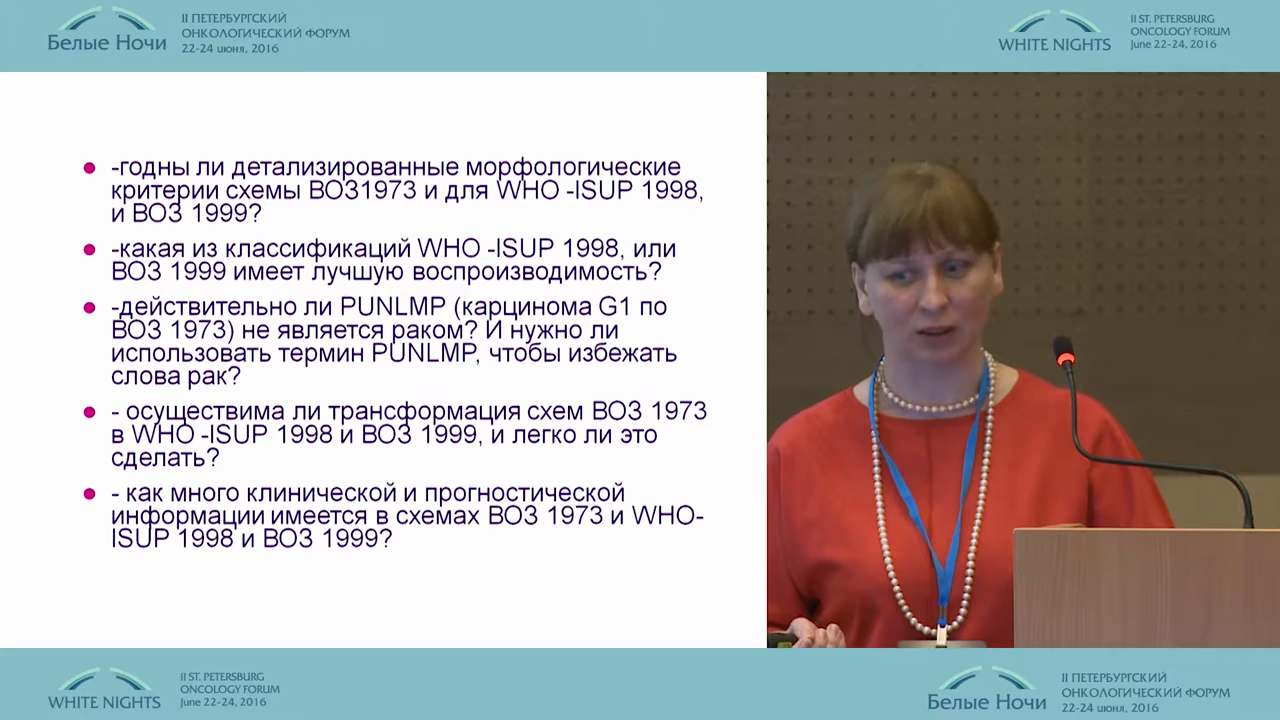 Белые Ночи
II ПЕТЕРБУРГСКИЙ
ОНКОЛОГИЧЕСКИЙ ФОРУМ
22-24 июня, 2016
WHITE NIGHTS
II ST. PETERSBURG
ONCOLOGY FORUM
June 22-24, 2016
-годны ли детализированные морфологические
критерии схемы ВОЗ1973 и для WHO -ISUP 1998,
и ВОЗ 1999?
-какая из классификаций WHO -ISUP 1998, или
ВОЗ 1999 имеет лучшую воспроизводимость?
-действительно ли PUNLMP (карцинома G1 по
ВОЗ 1973) не является раком? И нужно ли
использовать термин PUNLMP, чтобы избежать
слова рак?
- осуществима ли трансформация схем ВОЗ 1973
в WHO -ISUP 1998 и ВОЗ 1999, и легко ли это
сделать?
- как много клинической и прогностической
информации имеется в схемах ВОЗ 1973 и WHO-
ISUP 1998 и ВОЗ 1999?
WHITE NIGHTS
II ST. PETERSBURG
ONCOLOGY FORUM
June 22-24, 2016
Белые Ночи
II ПЕТЕРБУРГСКИЙ
ОНКОЛОГИЧЕСКИЙ ФОРУМ
22-24 июня, 2016